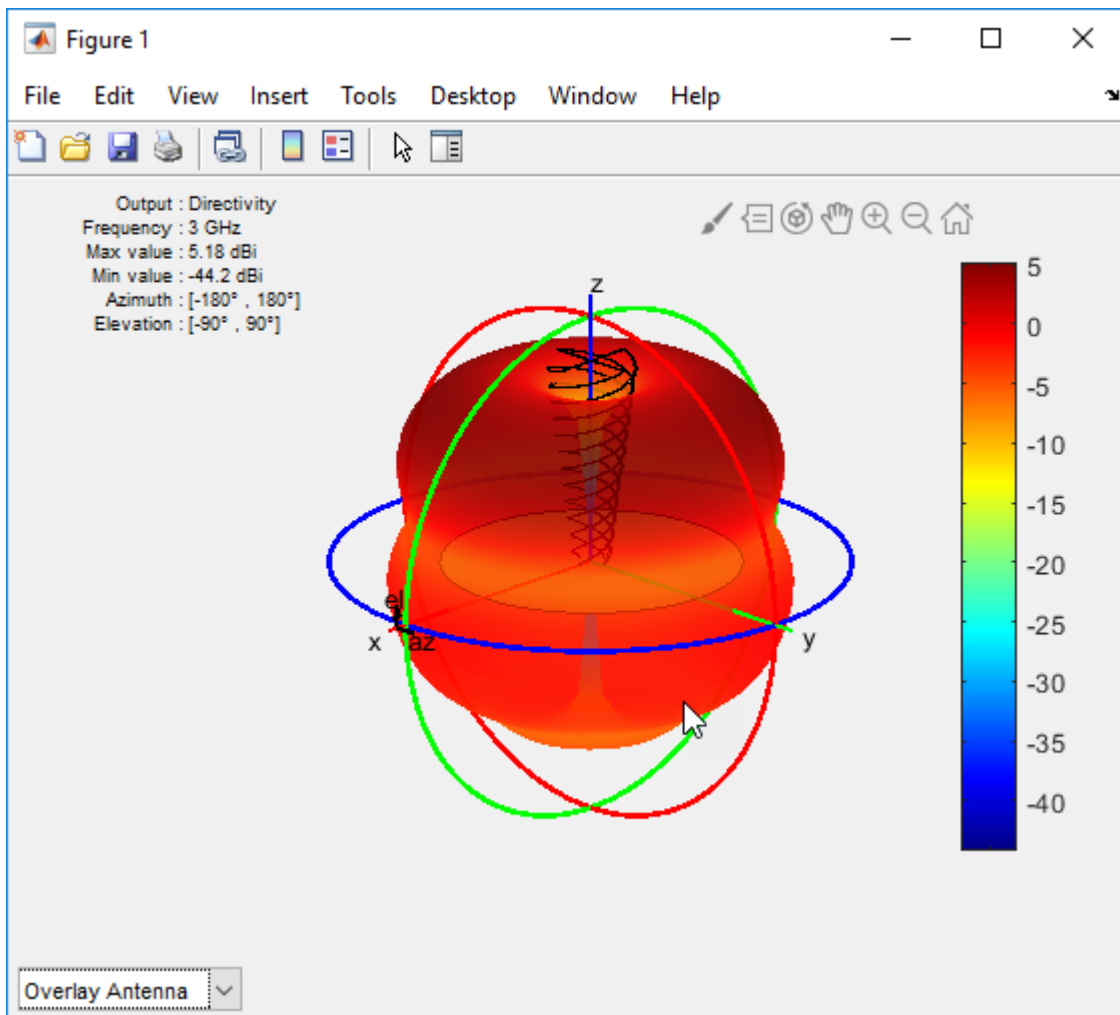 Figure 1
File Edit View Insert Tools Desktop Window Help
Output : Directivity
Frequency : 3 GHz
Max value : 5.18 dBi
Min value : -44.2 dBi
Azimuth : [-180° , 180°]
Elevation : [-90° , 90°]
z
5
0
-5
-10
-15
-20
-25
-30
-35
-40
el
x
az
y
Overlay Antenna